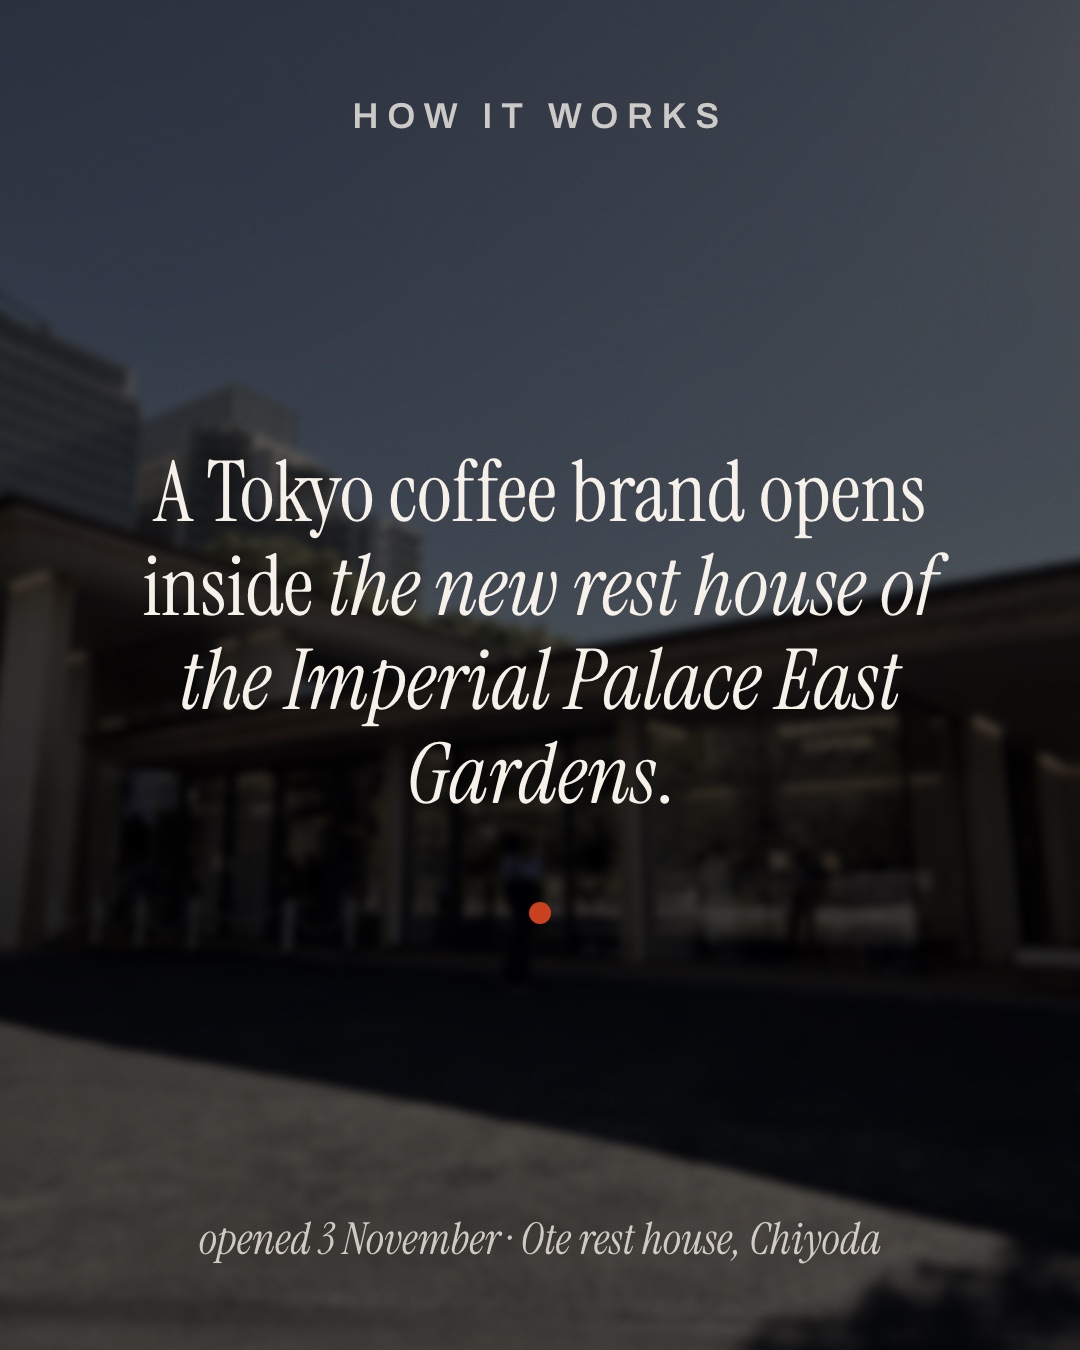 HOW IT WORKS
A Tokyo coffee brand opens
inside the new rest house of
the Imperial Palace East
Gardens.
opened 3 November · Ote rest house, Chiyoda